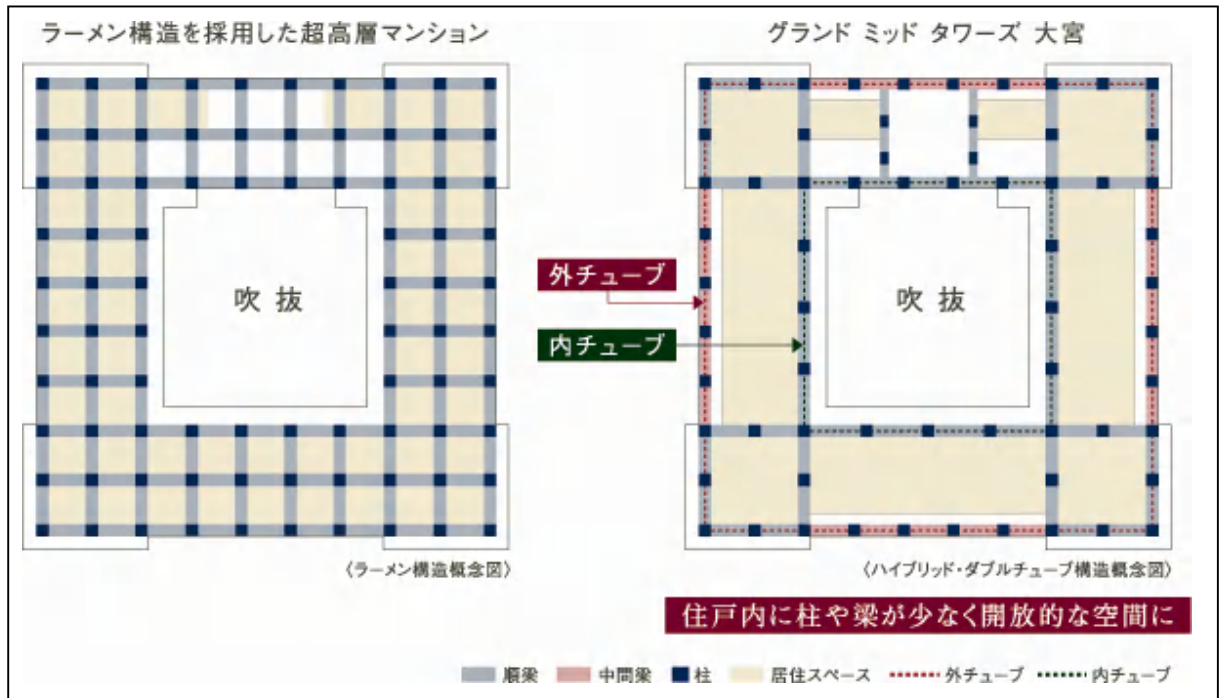 ラーメン構造を採用した超高層マンション
グランド ミッド タワーズ 大宮
吹 抜
外チューブ
内チューブ
吹 抜
〈ラーメン構造概念図〉
〈ハイブリッド・ダブルチューブ構造概念図〉
住戸内に柱や梁が少なく開放的な空間に
順梁 中間梁 柱 居住スペース 外チューブ 内チューブ